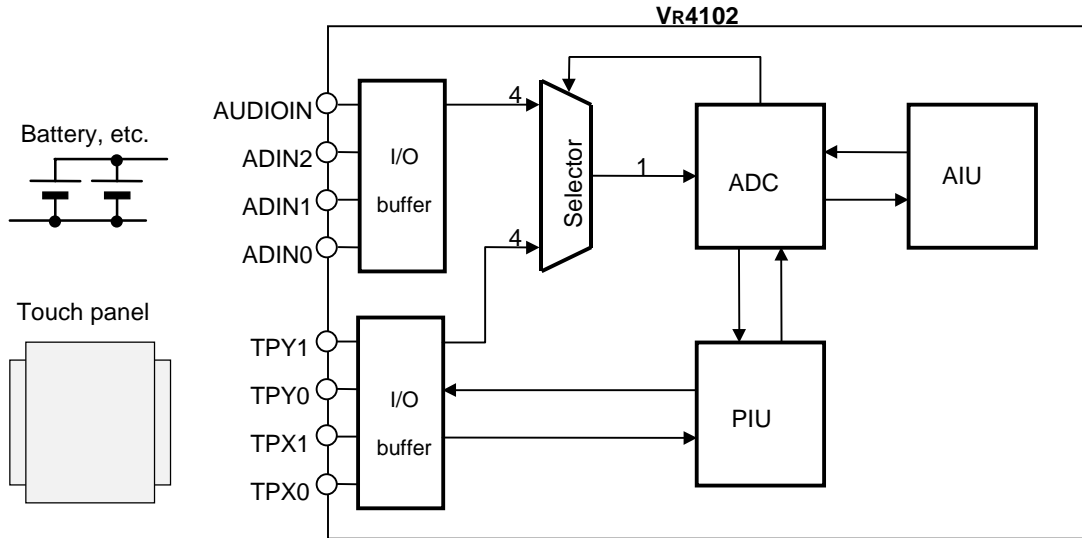 VR4102
AUDIOIN
ADIN2
ADIN1
ADIN0
Battery, etc.
I/O
buffer
4
4
Selector
1
ADC
AIU
Touch panel
TPY1
TPY0
TPX1
TPX0
I/O
buffer
PIU